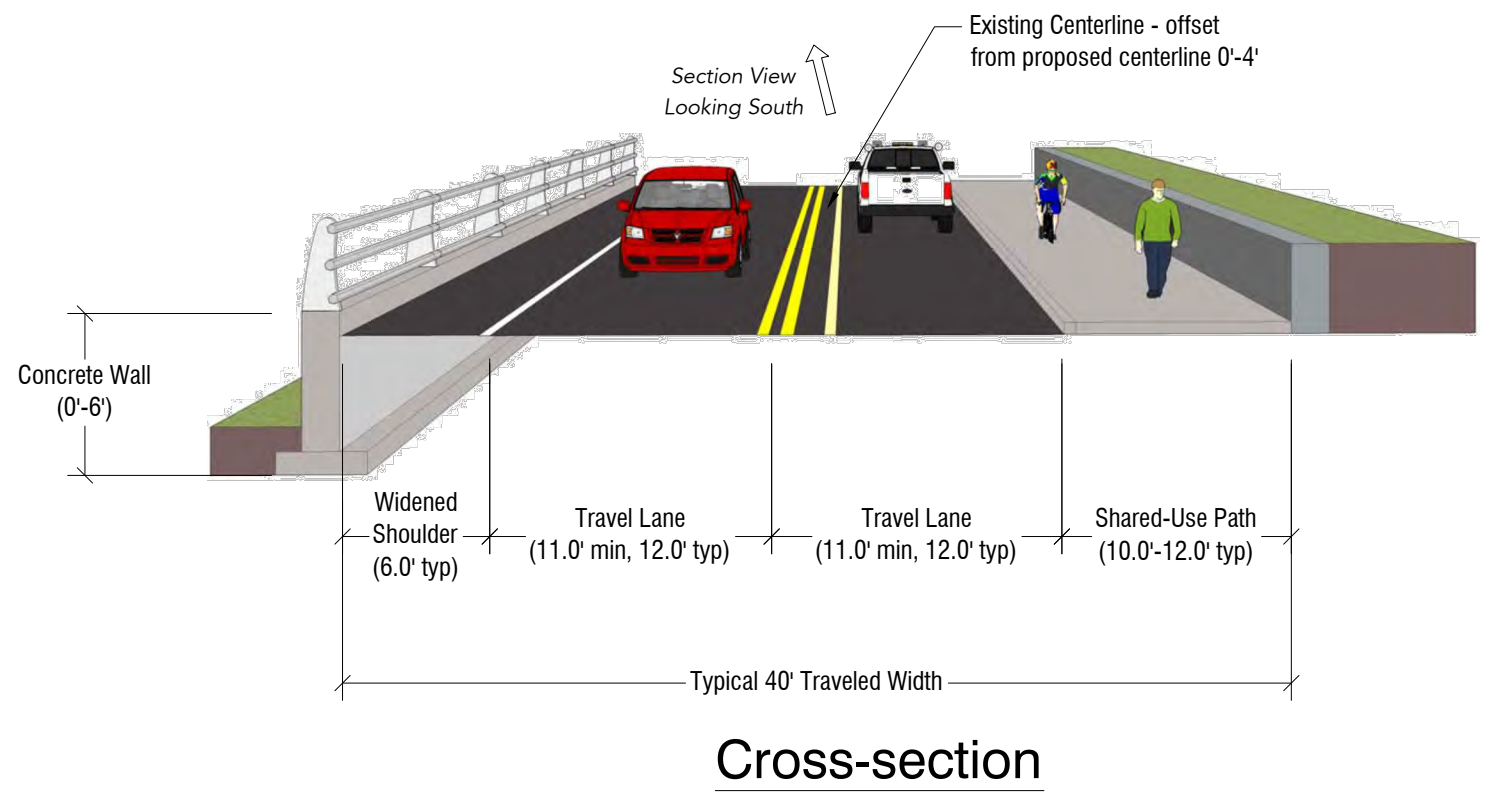 Existing Centerline - offset
from proposed centerline 0'-4'
Section View
Looking South
Concrete Wall
(0'-6')
Widened
Shoulder
(6.0' typ)
Travel Lane
(11.0' min, 12.0' typ)
Travel Lane
(11.0' min, 12.0' typ)
Shared-Use Path
(10.0'-12.0' typ)
Typical 40' Traveled Width
Cross-section